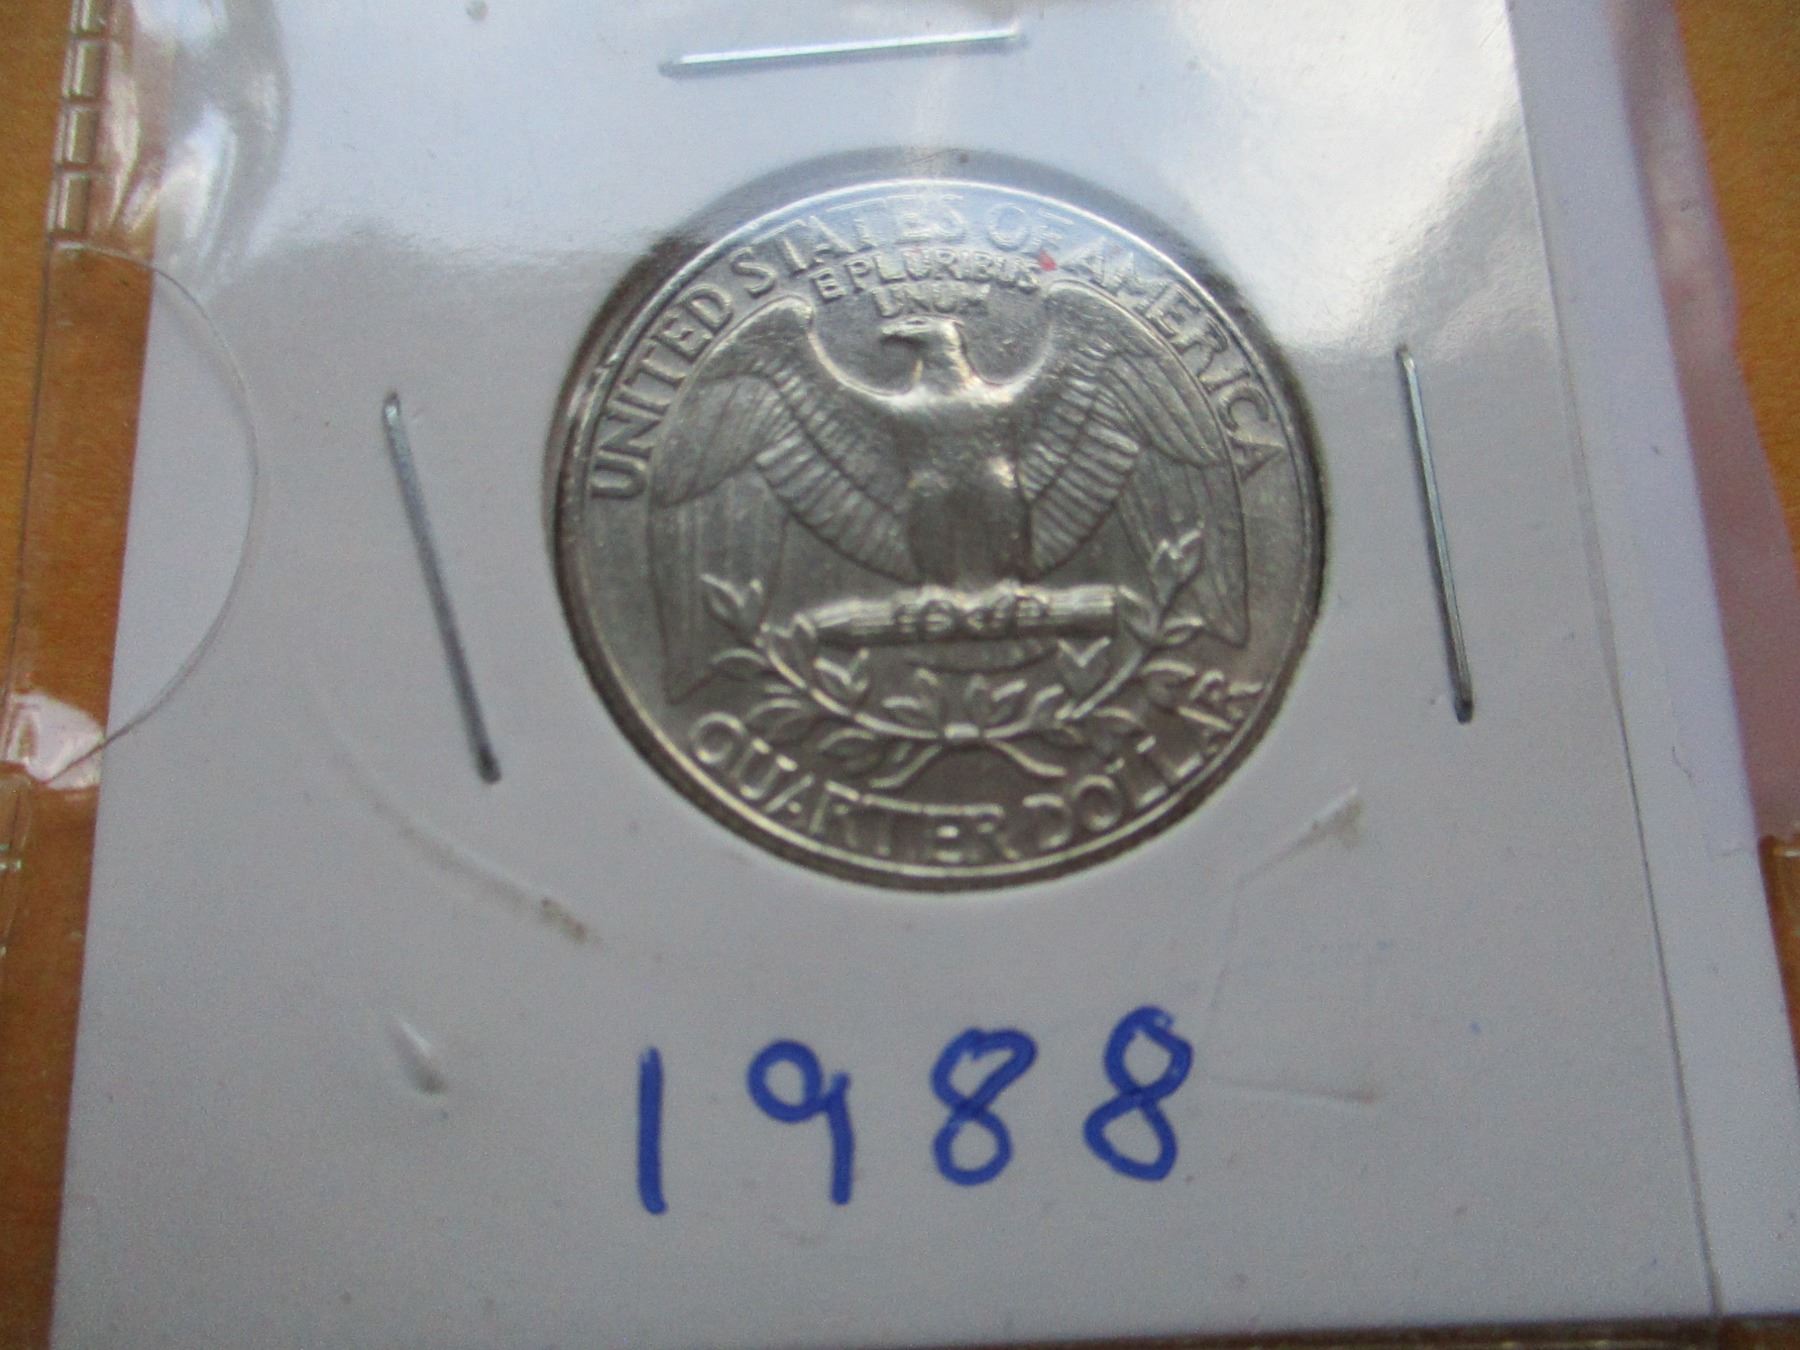 UNITED STATES OF AMERICA
E PLURIBUS
UNUM
QUARTER DOLLAR
1988